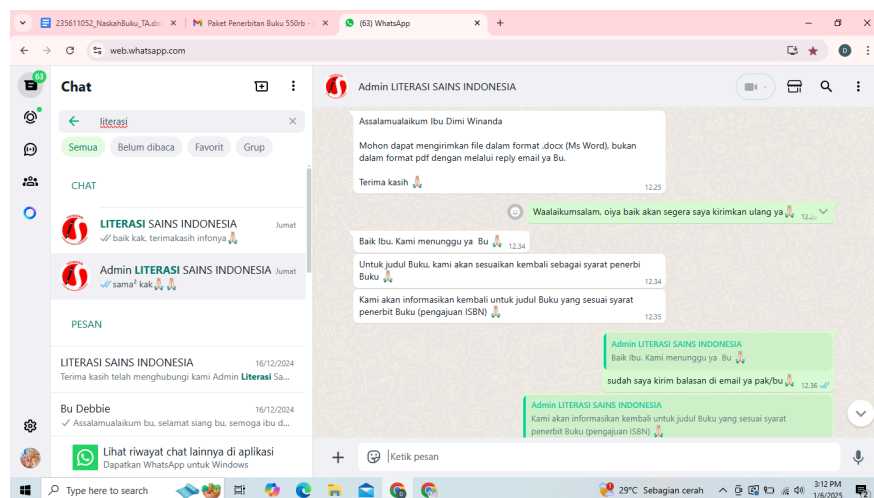 235611052_NaskahBuku_TA.do
Paket Penerbitan Buku 550rb -
(63) WhatsApp
web.whatsapp.com
63
Chat
literasi
Semua
Belum dibaca
Favorit
Grup
CHAT
LITERASI SAINS INDONESIA
Jumat
baik kak, terimakasih infonya🙏🏻
Admin LITERASI SAINS INDONESIA
Jumat
sama² kak🙏🏻🙏🏻
PESAN
LITERASI SAINS INDONESIA
16/12/2024
Terima kasih telah menghubungi kami Admin Literasi Sa...
Bu Debbie
16/12/2024
Assalamualaikum bu, selamat siang bu, semoga ibu d...
Lihat riwayat chat lainnya di aplikasi
Dapatkan WhatsApp untuk Windows
Admin LITERASI SAINS INDONESIA
Assalamualaikum Ibu Dimi Winanda
Mohon dapat mengirimkan file dalam format .docx (Ms Word), bukan
dalam format pdf dengan melalui reply email ya Bu.
Terima kasih 🙏🏻
12.25
Waalaikumsalam, oiya baik akan segera saya kirimkan ulang ya🙏🏻
Baik Ibu. Kami menunggu ya Bu 🙏🏻
12.34
Untuk judul Buku, kami akan sesuaikan kembali sebagai syarat penerbi
Buku 🙏🏻
12.34
Kami akan informasikan kembali untuk judul Buku yang sesuai syarat
penerbit Buku (pengajuan ISBN) 🙏🏻
12.35
Admin LITERASI SAINS INDONESIA
Baik Ibu. Kami menunggu ya Bu 🙏🏻
sudah saya kirim balasan di email ya pak/bu🙏🏻
12.36
Admin LITERASI SAINS INDONESIA
Kami akan informasikan kembali untuk judul Buku yang sesuai syarat
penerbit Buku (pengajuan ISBN) 🙏🏻
Ketik pesan
Type here to search
29°C Sebagian cerah
3:12 PM
1/6/2025